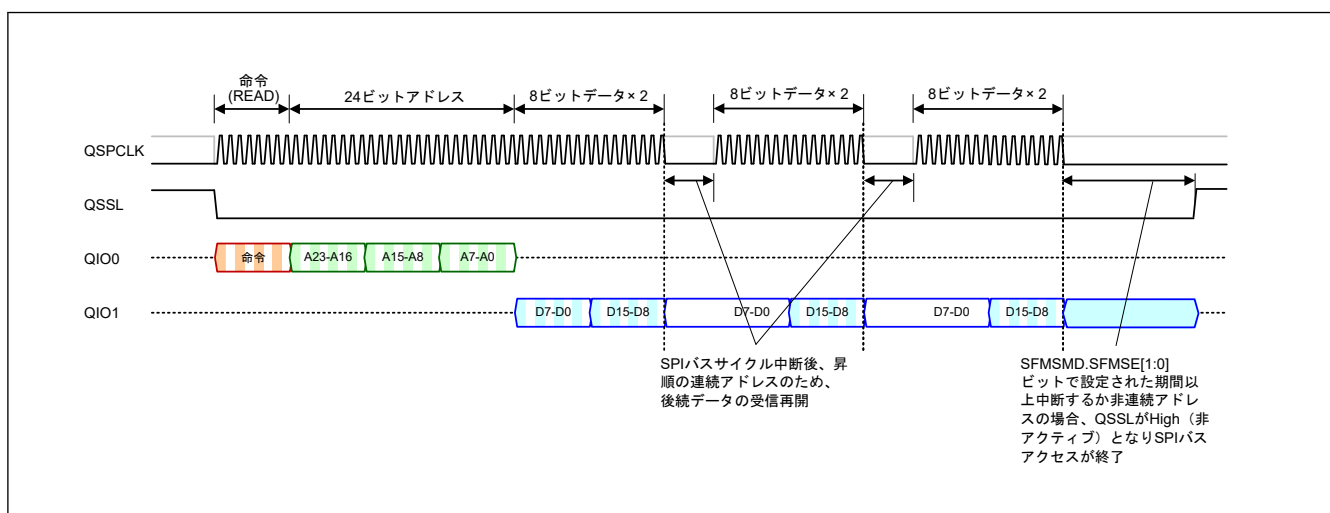 命令
(READ)
24ビットアドレス
8ビットデータ× 2
8ビットデータ× 2
8ビットデータ× 2
QSPCLK
QSSL
QIO0
命令
A23-A16
A15-A8
A7-A0
QIO1
D7-D0
D15-D8
D7-D0
D15-D8
D7-D0
D15-D8
SPIバスサイクル中断後、昇
順の連続アドレスのため、
後続データの受信再開
SFMSMD.SFMSE[1:0]
ビットで設定された期間以
上中断するか非連続アドレ
スの場合、QSSLがHigh（非
アクティブ）となりSPIバス
アクセスが終了